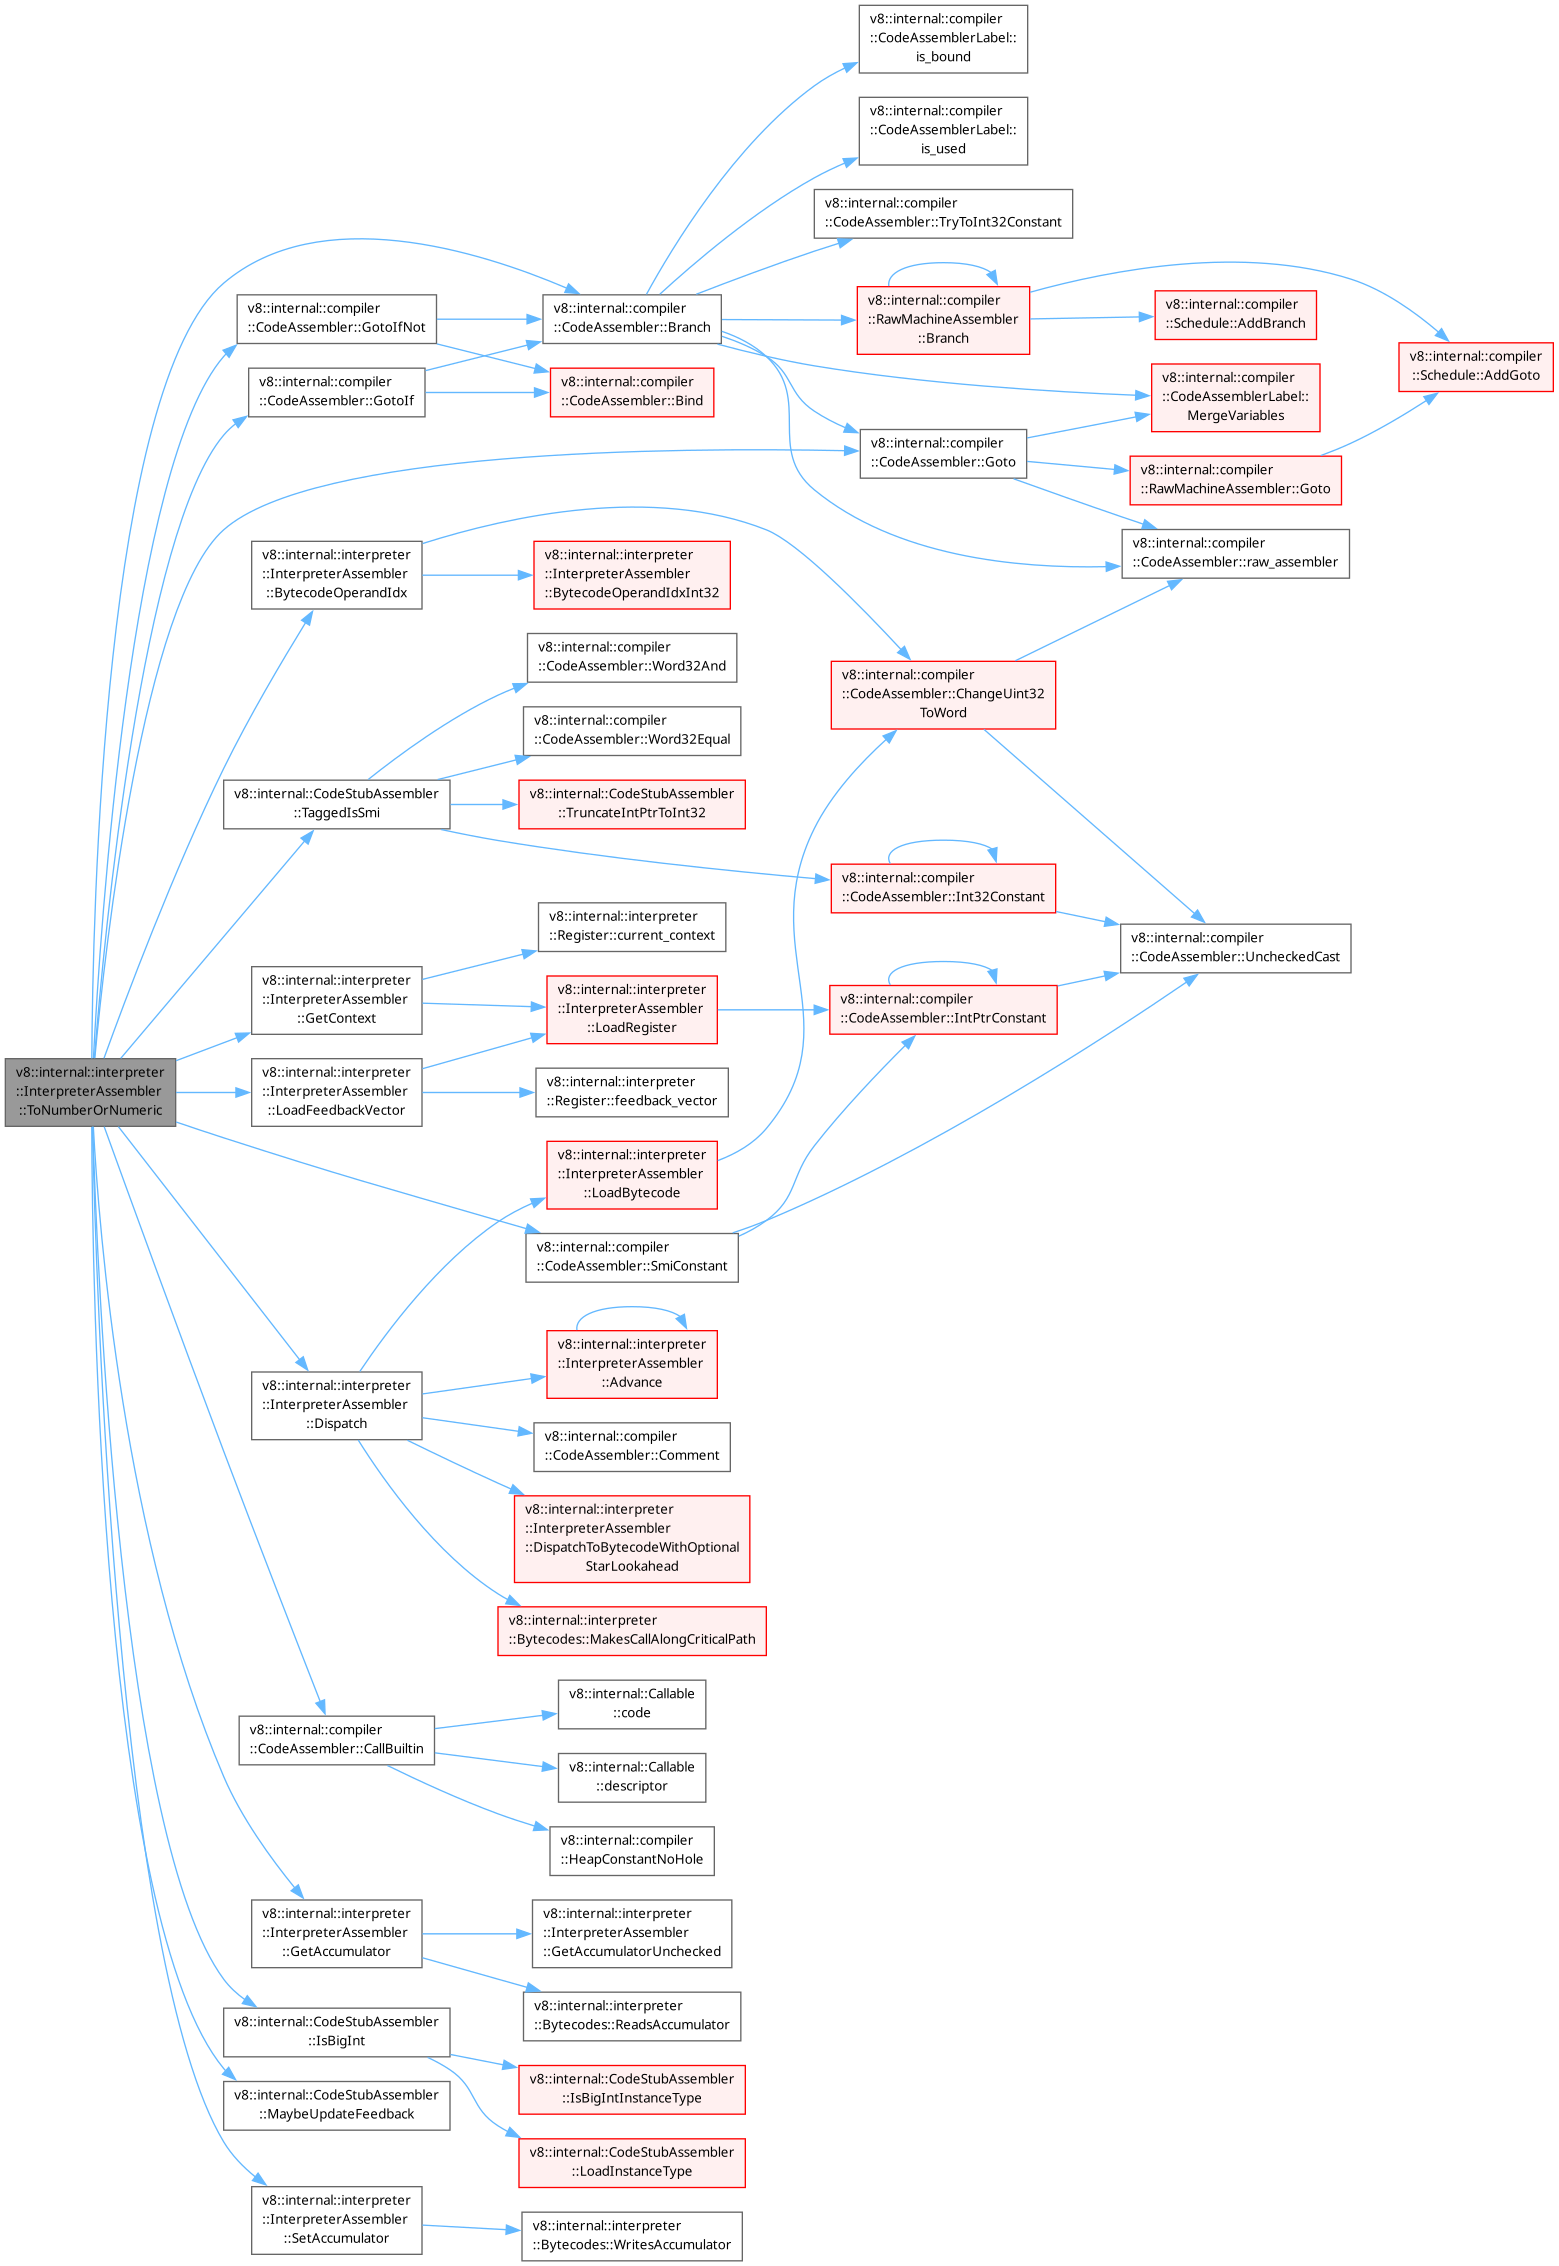 v8::internal::compiler
::CodeAssemblerLabel::
is_bound
v8::internal::compiler
::CodeAssemblerLabel::
is_used
v8::internal::compiler
::CodeAssembler::TryToInt32Constant
v8::internal::compiler
::CodeAssembler::GotoIfNot
v8::internal::compiler
::CodeAssembler::Branch
v8::internal::compiler
::RawMachineAssembler
::Branch
v8::internal::compiler
::Schedule::AddBranch
v8::internal::compiler
::Schedule::AddGoto
v8::internal::compiler
::CodeAssembler::GotoIf
v8::internal::compiler
::CodeAssembler::Bind
v8::internal::compiler
::CodeAssemblerLabel::
MergeVariables
v8::internal::compiler
::CodeAssembler::Goto
v8::internal::compiler
::RawMachineAssembler::Goto
v8::internal::compiler
::CodeAssembler::raw_assembler
v8::internal::interpreter
::InterpreterAssembler
::BytecodeOperandIdx
v8::internal::interpreter
::InterpreterAssembler
::BytecodeOperandIdxInt32
v8::internal::compiler
::CodeAssembler::Word32And
v8::internal::compiler
::CodeAssembler::ChangeUint32
ToWord
v8::internal::compiler
::CodeAssembler::Word32Equal
v8::internal::CodeStubAssembler
::TaggedIsSmi
v8::internal::CodeStubAssembler
::TruncateIntPtrToInt32
v8::internal::compiler
::CodeAssembler::Int32Constant
v8::internal::interpreter
::Register::current_context
v8::internal::compiler
::CodeAssembler::UncheckedCast
v8::internal::interpreter
::InterpreterAssembler
::GetContext
v8::internal::interpreter
::InterpreterAssembler
::LoadRegister
v8::internal::compiler
::CodeAssembler::IntPtrConstant
v8::internal::interpreter
::InterpreterAssembler
::ToNumberOrNumeric
v8::internal::interpreter
::InterpreterAssembler
::LoadFeedbackVector
v8::internal::interpreter
::Register::feedback_vector
v8::internal::interpreter
::InterpreterAssembler
::LoadBytecode
v8::internal::compiler
::CodeAssembler::SmiConstant
v8::internal::interpreter
::InterpreterAssembler
::Advance
v8::internal::interpreter
::InterpreterAssembler
::Dispatch
v8::internal::compiler
::CodeAssembler::Comment
v8::internal::interpreter
::InterpreterAssembler
::DispatchToBytecodeWithOptional
StarLookahead
v8::internal::interpreter
::Bytecodes::MakesCallAlongCriticalPath
v8::internal::Callable
::code
v8::internal::compiler
::CodeAssembler::CallBuiltin
v8::internal::Callable
::descriptor
v8::internal::compiler
::HeapConstantNoHole
v8::internal::interpreter
::InterpreterAssembler
::GetAccumulator
v8::internal::interpreter
::InterpreterAssembler
::GetAccumulatorUnchecked
v8::internal::interpreter
::Bytecodes::ReadsAccumulator
v8::internal::CodeStubAssembler
::IsBigInt
v8::internal::CodeStubAssembler
::IsBigIntInstanceType
v8::internal::CodeStubAssembler
::MaybeUpdateFeedback
v8::internal::CodeStubAssembler
::LoadInstanceType
v8::internal::interpreter
::InterpreterAssembler
::SetAccumulator
v8::internal::interpreter
::Bytecodes::WritesAccumulator